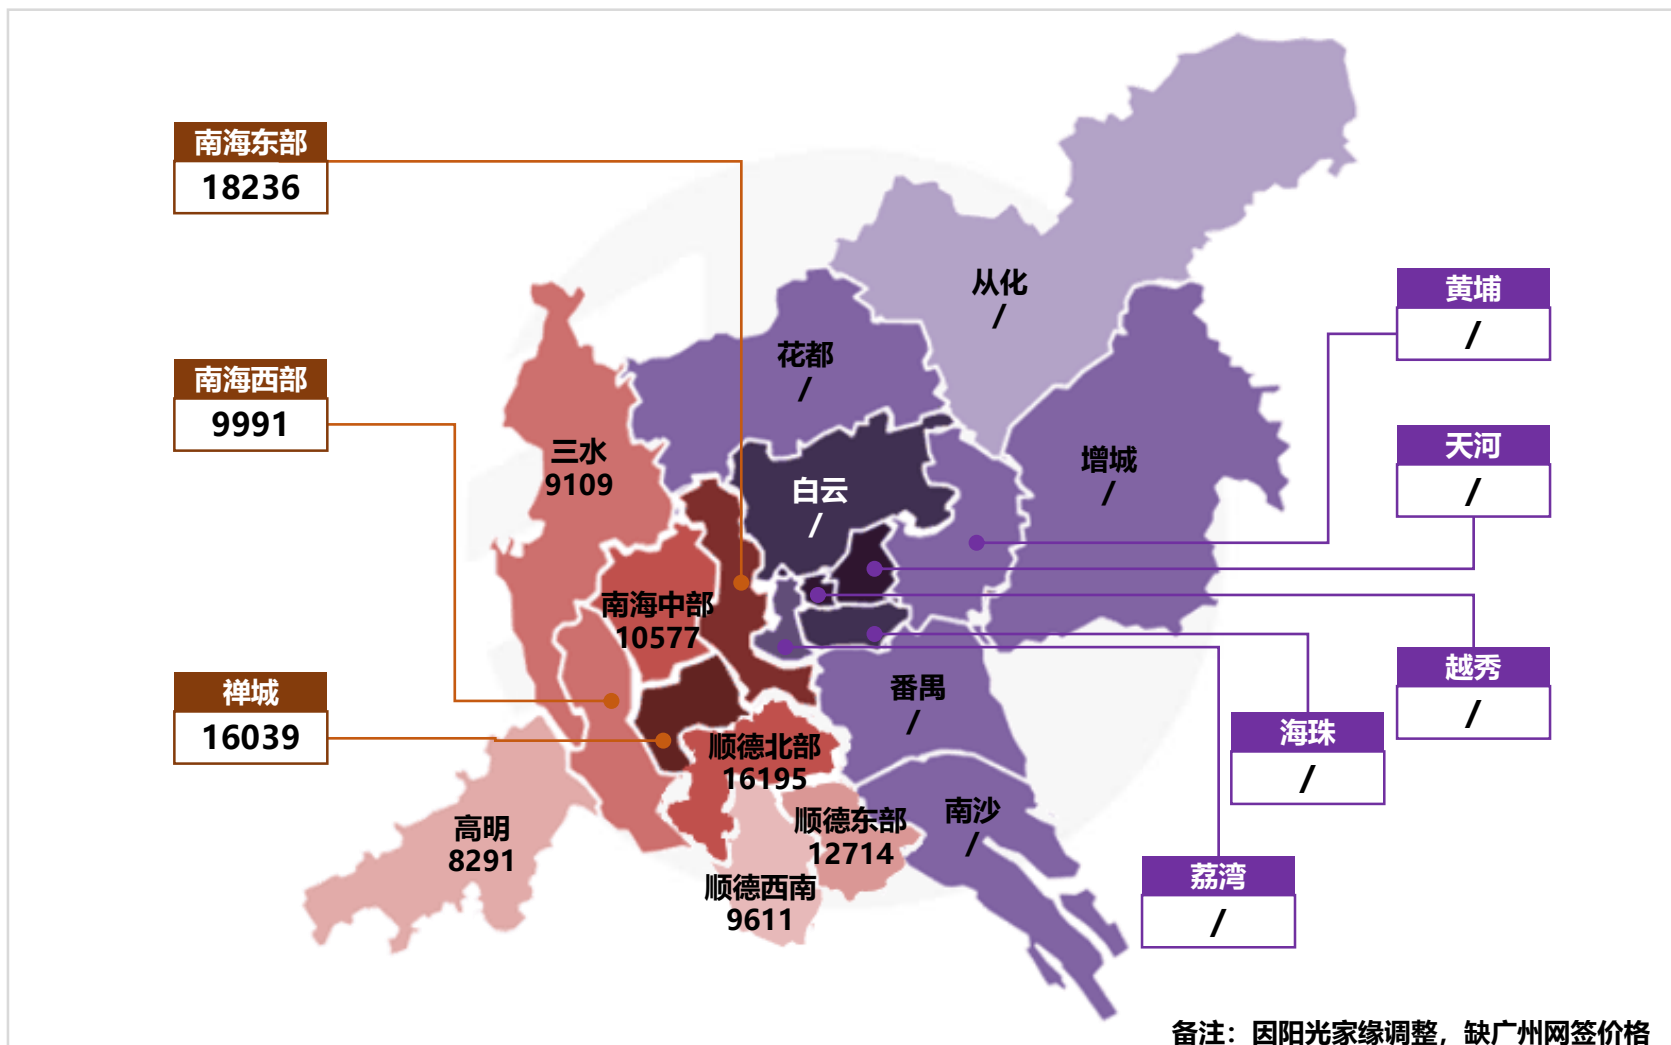 南海东部
18236
从化
/
黄埔
/
花都
/
南海西部
9991
天河
/
三水
9109
增城
/
白云
/
南海中部
10577
越秀
/
禅城
16039
番禺
/
海珠
/
顺德北部
16195
南沙
/
顺德东部
12714
高明
8291
荔湾
/
顺德西南
9611
备注：因阳光家缘调整，缺广州网签价格